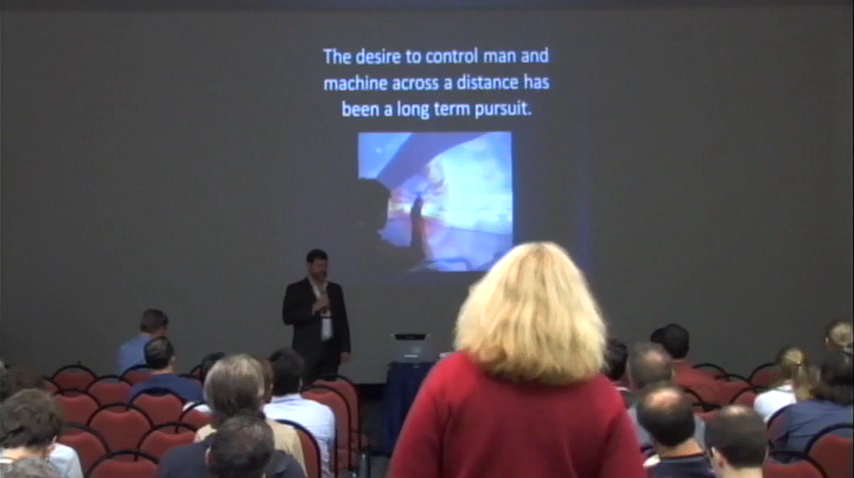 The desire to control man and
machine across a distance has
been a long term pursuit.